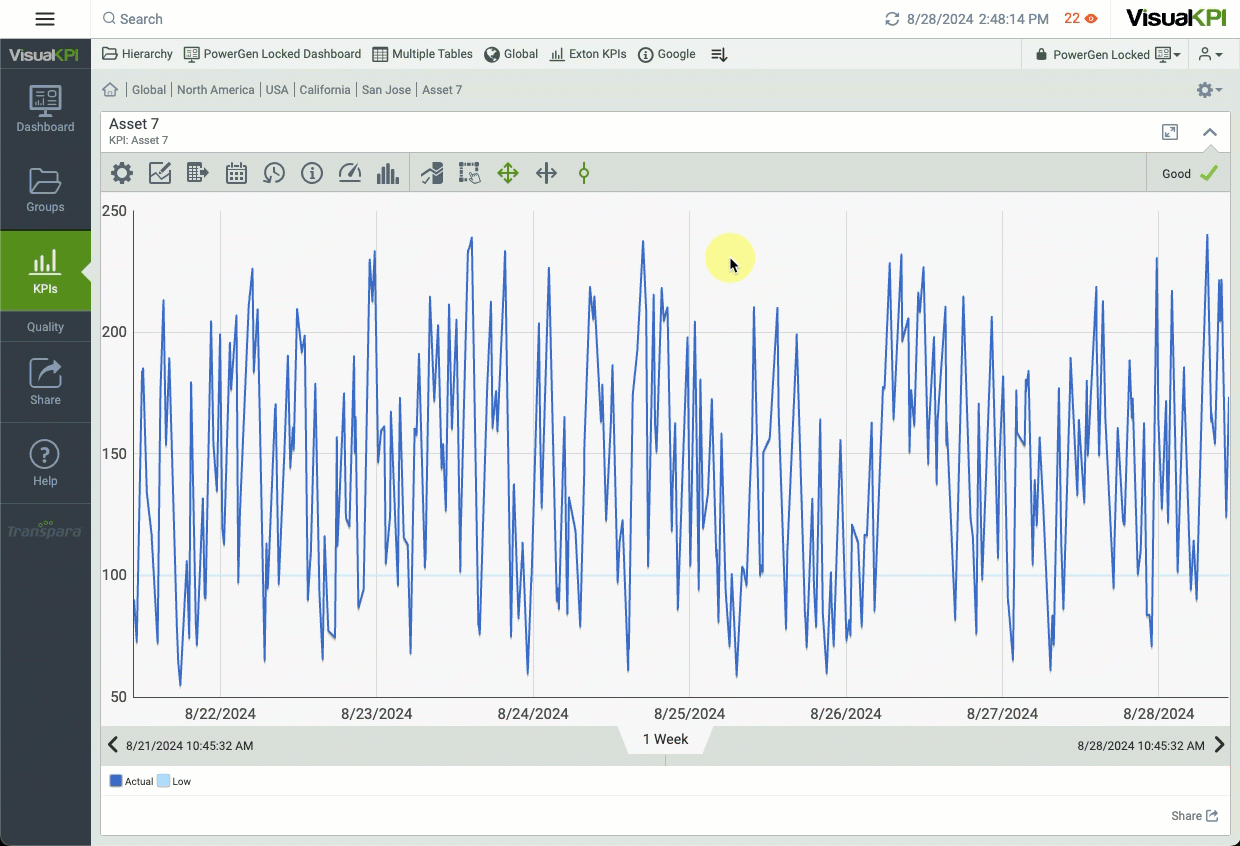 Search
8/28/2024 2:48:14 PM
22
VisualKPI
VisualKPI
Hierarchy
PowerGen Locked Dashboard
Multiple Tables
Global
Exton KPIs
Google
PowerGen Locked
Dashboard
Groups
KPIs
Quality
Share
Help
Transpara
Global | North America | USA | California | San Jose | Asset 7
Asset 7
KPI: Asset 7
Good
250
200
150
100
50
8/22/2024 8/23/2024 8/24/2024 8/25/2024 8/26/2024 8/27/2024 8/28/2024
8/21/2024 10:45:32 AM
1 Week
8/28/2024 10:45:32 AM
Actual Low
Share